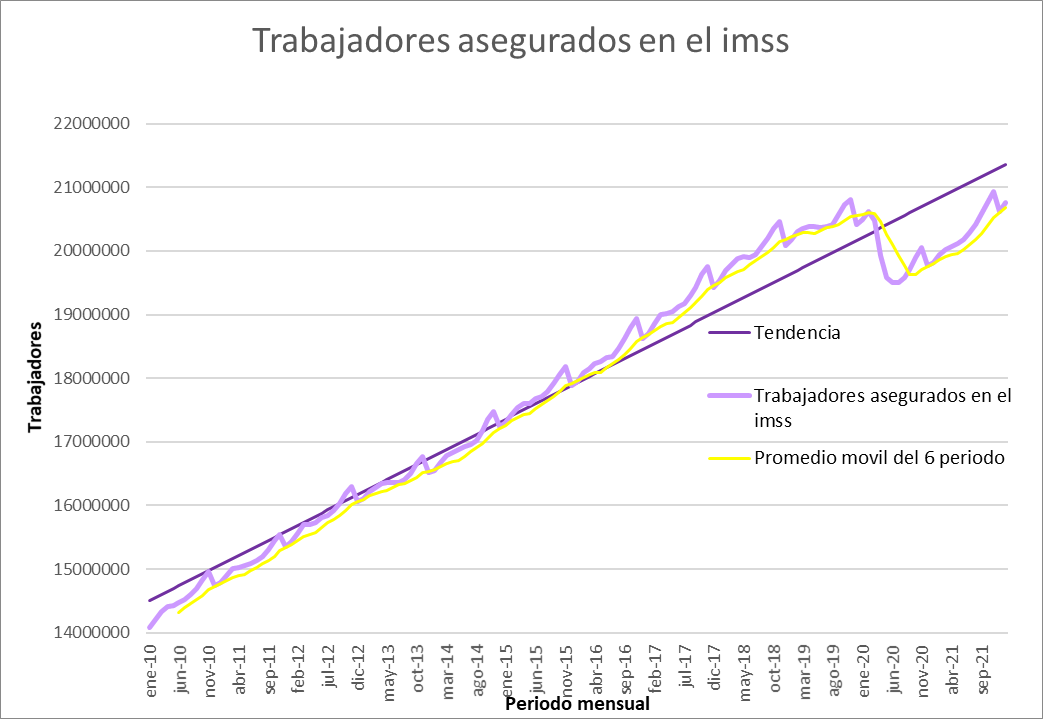 Trabajadores asegurados en el imss
22000000
21000000
20000000
19000000
18000000
17000000
16000000
15000000
14000000
Trabajadores
Tendencia
Trabajadores asegurados en el
imss
Promedio movil del 6 periodo
ene-10
jun-10
nov-10
abr-11
sep-11
feb-12
jul-12
dic-12
may-13
oct-13
mar-14
ago-14
ene-15
jun-15
nov-15
abr-16
sep-16
feb-17
jul-17
dic-17
may-18
oct-18
mar-19
ago-19
ene-20
jun-20
nov-20
abr-21
sep-21
Periodo mensual